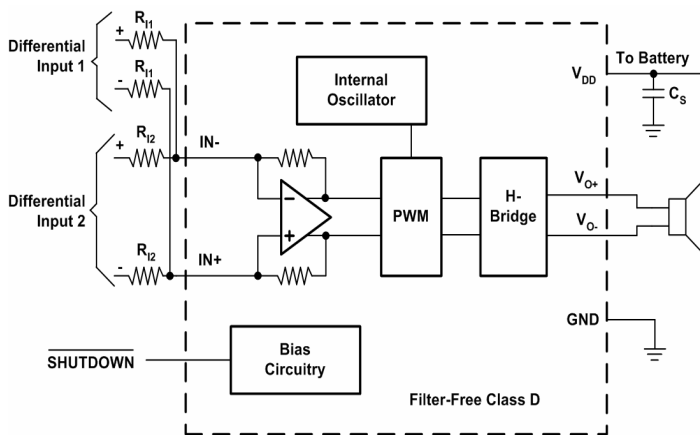 Differential
Input 1
+
R_I1
-
R_I1
Differential
Input 2
+
R_I2
-
R_I2
IN-
IN+
Internal
Oscillator
−
+
PWM
H-
Bridge
V_DD
To Battery
C_S
V_O+
V_O-
GND
SHUTDOWN
Bias
Circuitry
Filter-Free Class D